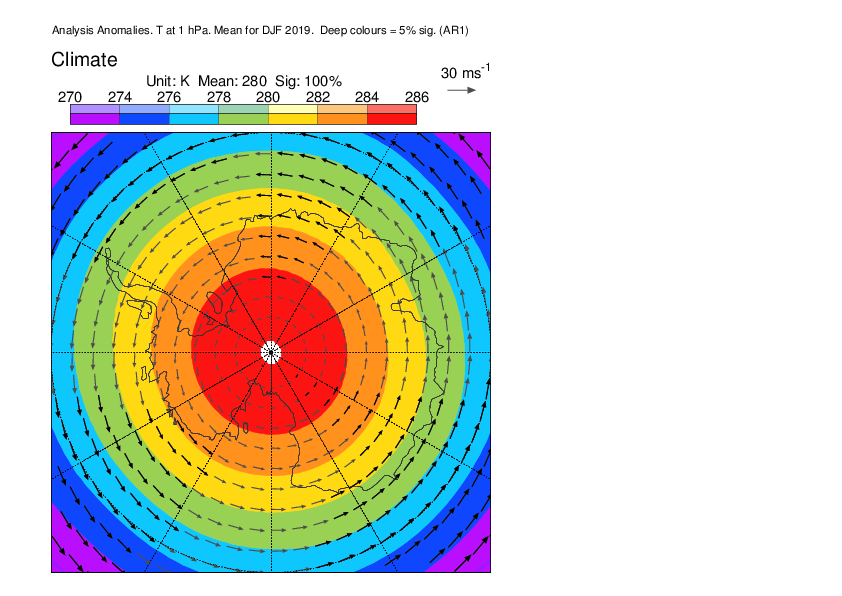 Analysis Anomalies. T at 1 hPa. Mean for DJF 2019.  Deep colours = 5% sig. (AR1)
Climate
30 ms⁻¹
Unit: K  Mean: 280  Sig: 100%
270 274 276 278 280 282 284 286